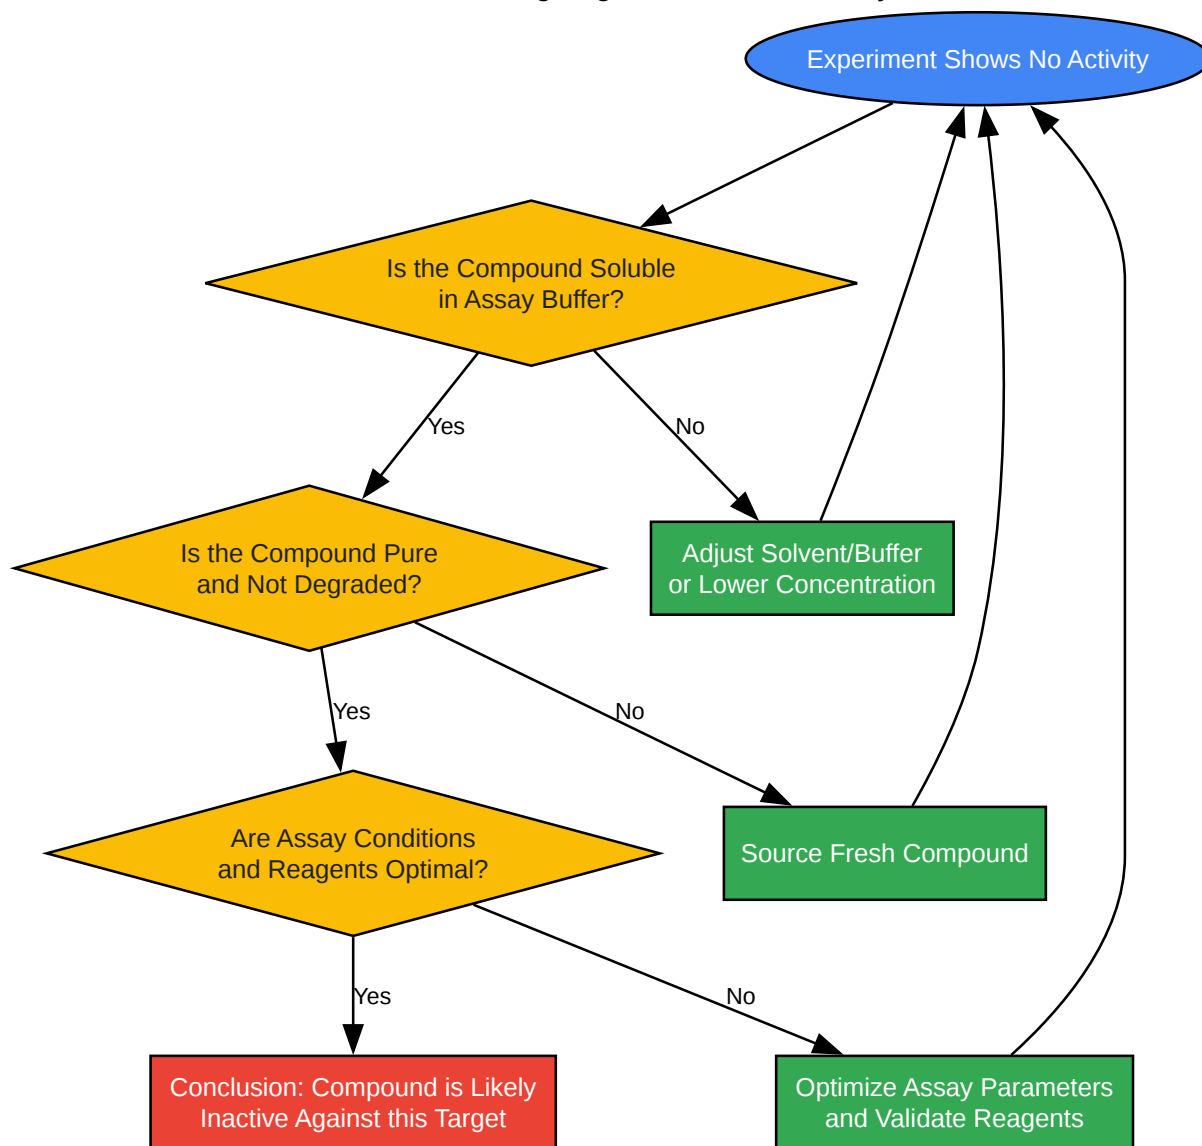 Experiment Shows No Activity
Is the Compound Soluble
in Assay Buffer?
Yes
No
Is the Compound Pure
and Not Degraded?
Adjust Solvent/Buffer
or Lower Concentration
Yes
No
Are Assay Conditions
and Reagents Optimal?
Source Fresh Compound
Yes
No
Conclusion: Compound is Likely
Inactive Against this Target
Optimize Assay Parameters
and Validate Reagents